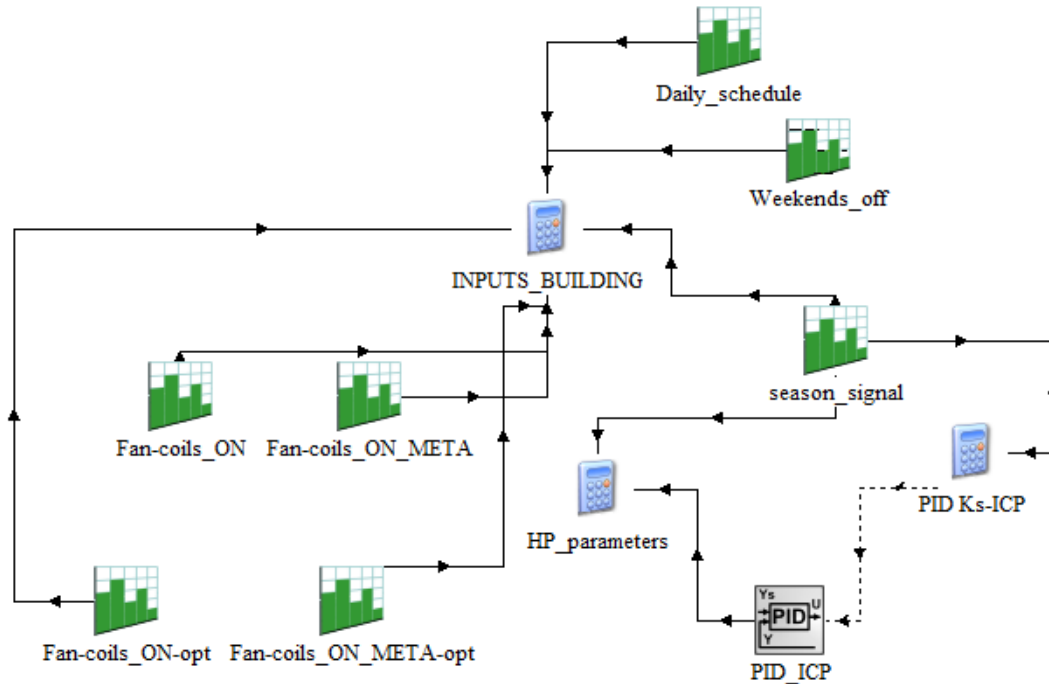 Daily_schedule
Weekends_off
INPUTS_BUILDING
season_signal
Fan-coils_ON
Fan-coils_ON_META
PID Ks-ICP
HP_parameters
Ys
U
PID
Y
Fan-coils_ON-opt
Fan-coils_ON_META-opt
PID_ICP